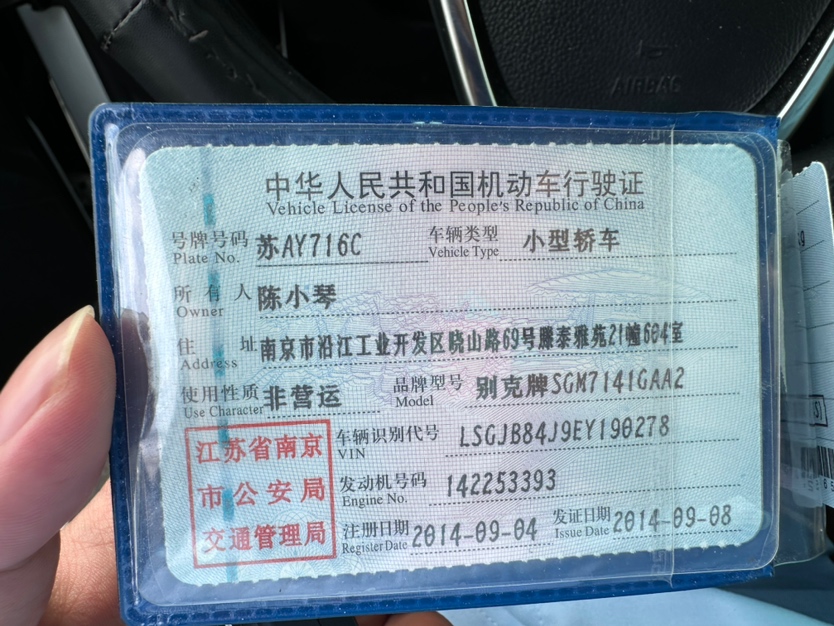 AIRBAG
中华人民共和国机动车行驶证
Vehicle License of the People's Republic of China
号牌号码 苏AY716C 车辆类型 小型轿车
Plate No. Vehicle Type
所有人 陈小琴
Owner
住址 南京市沿江工业开发区晓山路69号滕泰雅苑21幢604室
Address
使用性质 非营运 品牌型号 别克牌SGM7141GAA2
Use Character Model
江苏省南京
市公安局
交通管理局
车辆识别代号 LSGJB84J9EY190278
VIN
发动机号码 142253393
Engine No.
注册日期 2014-09-04 发证日期 2014-09-08
Register Date Issue Date